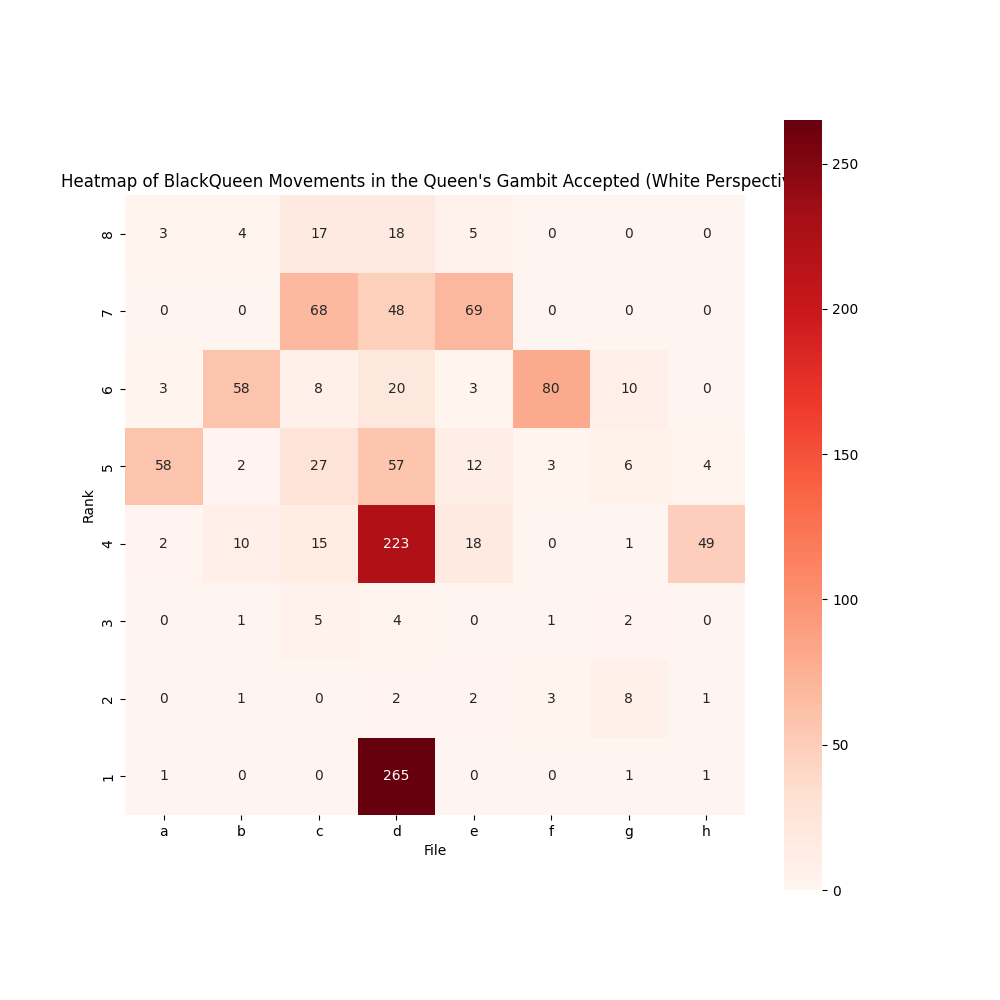 Heatmap of BlackQueen Movements in the Queen's Gambit Accepted (White
8 3 4 17 18 5 0 0 0
7 0 0 68 48 69 0 0 0
6 3 58 8 20 3 80 10 0
5 58 2 27 57 12 3 6 4
Rank
4 2 10 15 223 18 0 1 49
3 0 1 5 4 0 1 2 0
2 0 1 0 2 2 3 8 1
1 1 0 0 265 0 0 1 1
a b c d e f g h
File
250
200
150
100
50
0